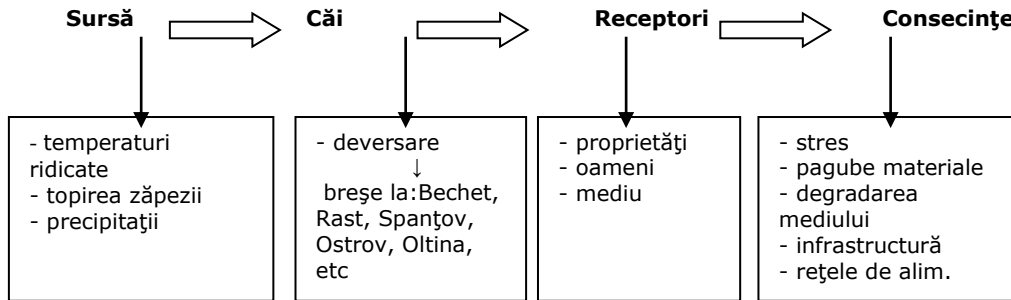 Sursă
Căi
Receptori
Consecinţe
- temperaturi
ridicate
- topirea zăpezii
- precipitaţii
- deversare
↓
breşe la:Bechet,
Rast, Spanţov,
Ostrov, Oltina,
etc
- proprietăţi
- oameni
- mediu
- stres
- pagube materiale
- degradarea
mediului
- infrastructură
- reţele de alim.